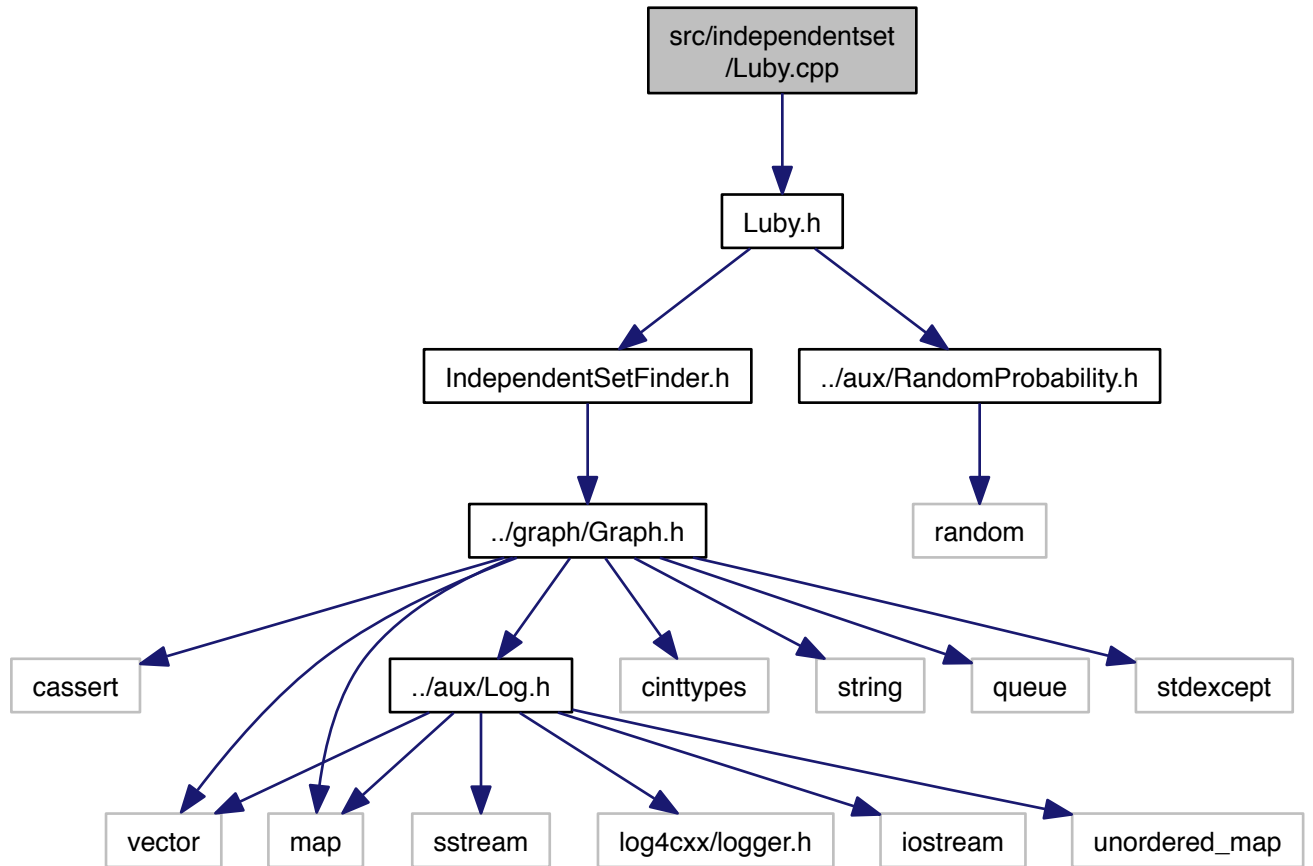 src/independentset
/Luby.cpp
Luby.h
IndependentSetFinder.h
../aux/RandomProbability.h
../graph/Graph.h
random
cassert
../aux/Log.h
cinttypes
string
queue
stdexcept
vector
map
sstream
log4cxx/logger.h
iostream
unordered_map